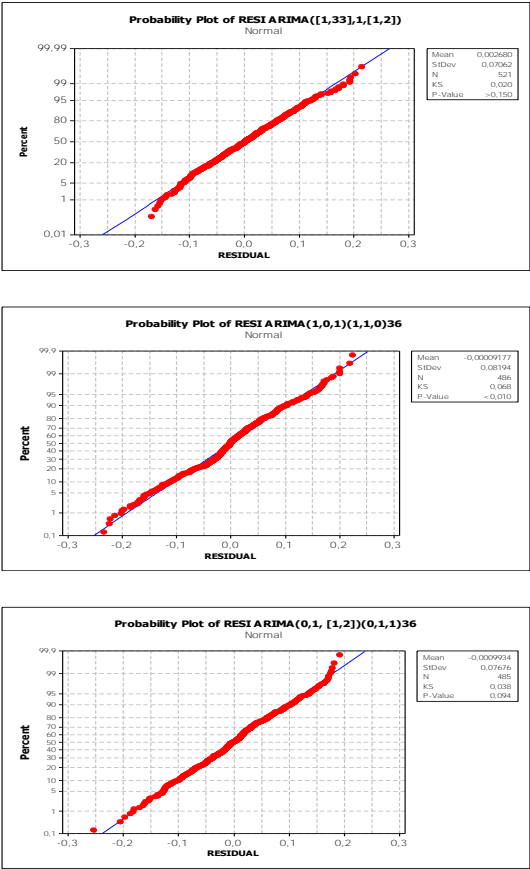 Probability Plot of RESI ARIMA([1,33],1,[1,2])
Normal
99,99
99
95
80
50
20
5
1
0,01
Percent
-0,3 -0,2 -0,1 0,0 0,1 0,2 0,3
RESIDUAL
Mean 0,002680
StDev 0,07062
N 521
KS 0,020
P-Value >0,150
Probability Plot of RESI ARIMA(1,0,1)(1,1,0)36
Normal
99,9
99
95
90
80
70
60
50
40
30
20
10
5
1
0,1
Percent
-0,3 -0,2 -0,1 0,0 0,1 0,2 0,3
RESIDUAL
Mean -0,00009177
StDev 0,08194
N 486
KS 0,068
P-Value <0,010
Probability Plot of RESI ARIMA(0,1, [1,2])(0,1,1)36
Normal
99,9
99
95
90
80
70
60
50
40
30
20
10
5
1
0,1
Percent
-0,3 -0,2 -0,1 0,0 0,1 0,2 0,3
RESIDUAL
Mean -0,0009934
StDev 0,07676
N 485
KS 0,038
P-Value 0,094